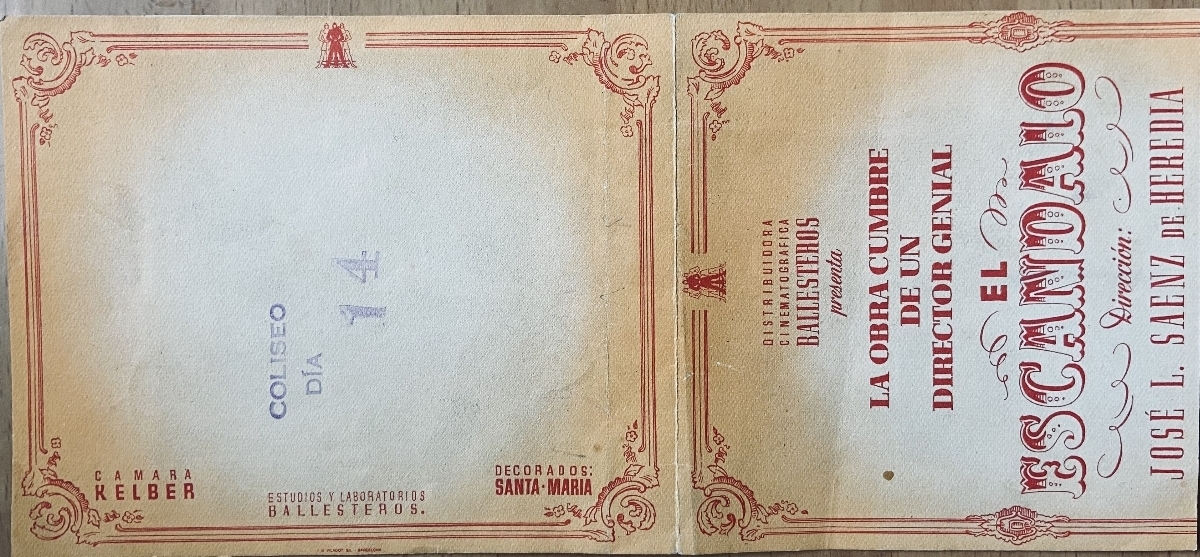 COLISEO
DÍA
14
CAMARA
KELBER
ESTUDIOS Y LABORATORIOS
BALLESTEROS.
DECORADOS:
SANTA-MARIA
DISTRIBUIDORA
CINEMATOGRAFICA
BALLESTEROS
presenta
LA OBRA CUMBRE
DE UN
DIRECTOR GENIAL
EL
ESCANDALO
Dirección:
JOSÉ L. SAENZ DE HEREDIA